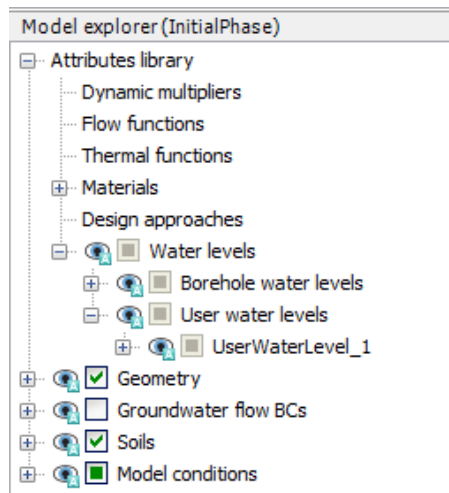 Model explorer (InitialPhase)
Attributes library
Dynamic multipliers
Flow functions
Thermal functions
Materials
Design approaches
Water levels
Borehole water levels
User water levels
UserWaterLevel_1
Geometry
Groundwater flow BCs
Soils
Model conditions